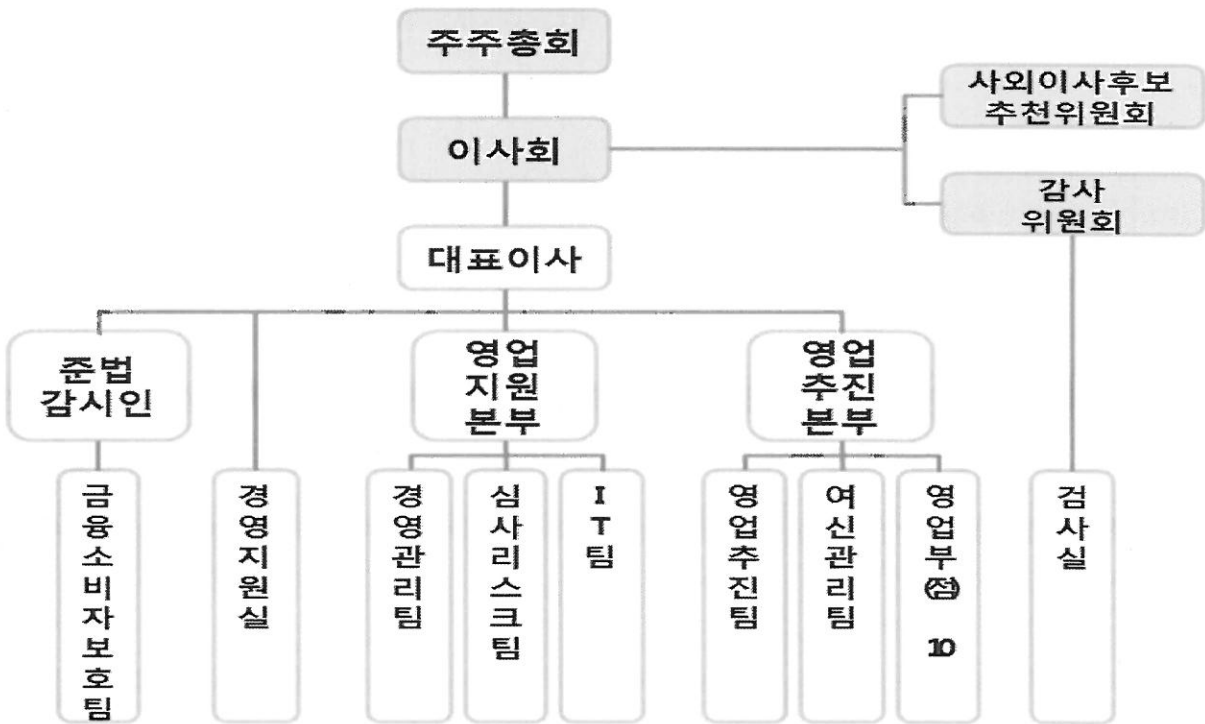 주주총회
사외이사후보
추천위원회
이사회
감사
위원회
대표이사
준법
감시인
영업
지원
본부
영업
추진
본부
금융소비자보호팀
경영지원실
경영관리팀
심사리스크팀
IT팀
영업추진팀
여신관리팀
영업부(점) 10
검사실